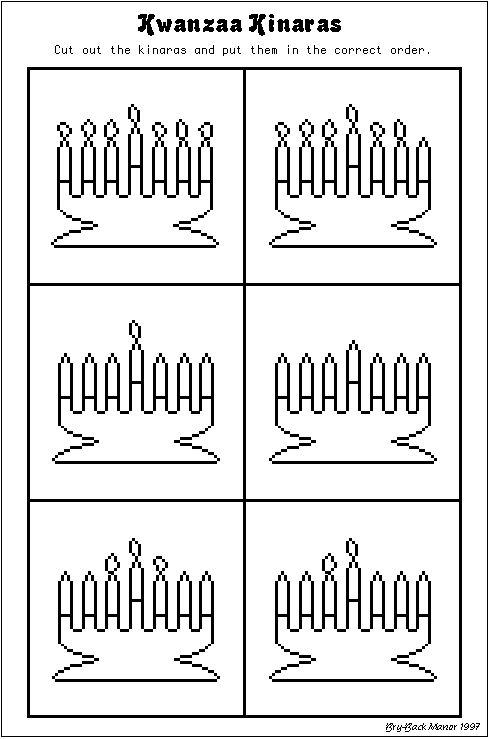 Kwanzaa Kinaras
Cut out the kinaras and put them in the correct order.
Bry-Back Manor 1997